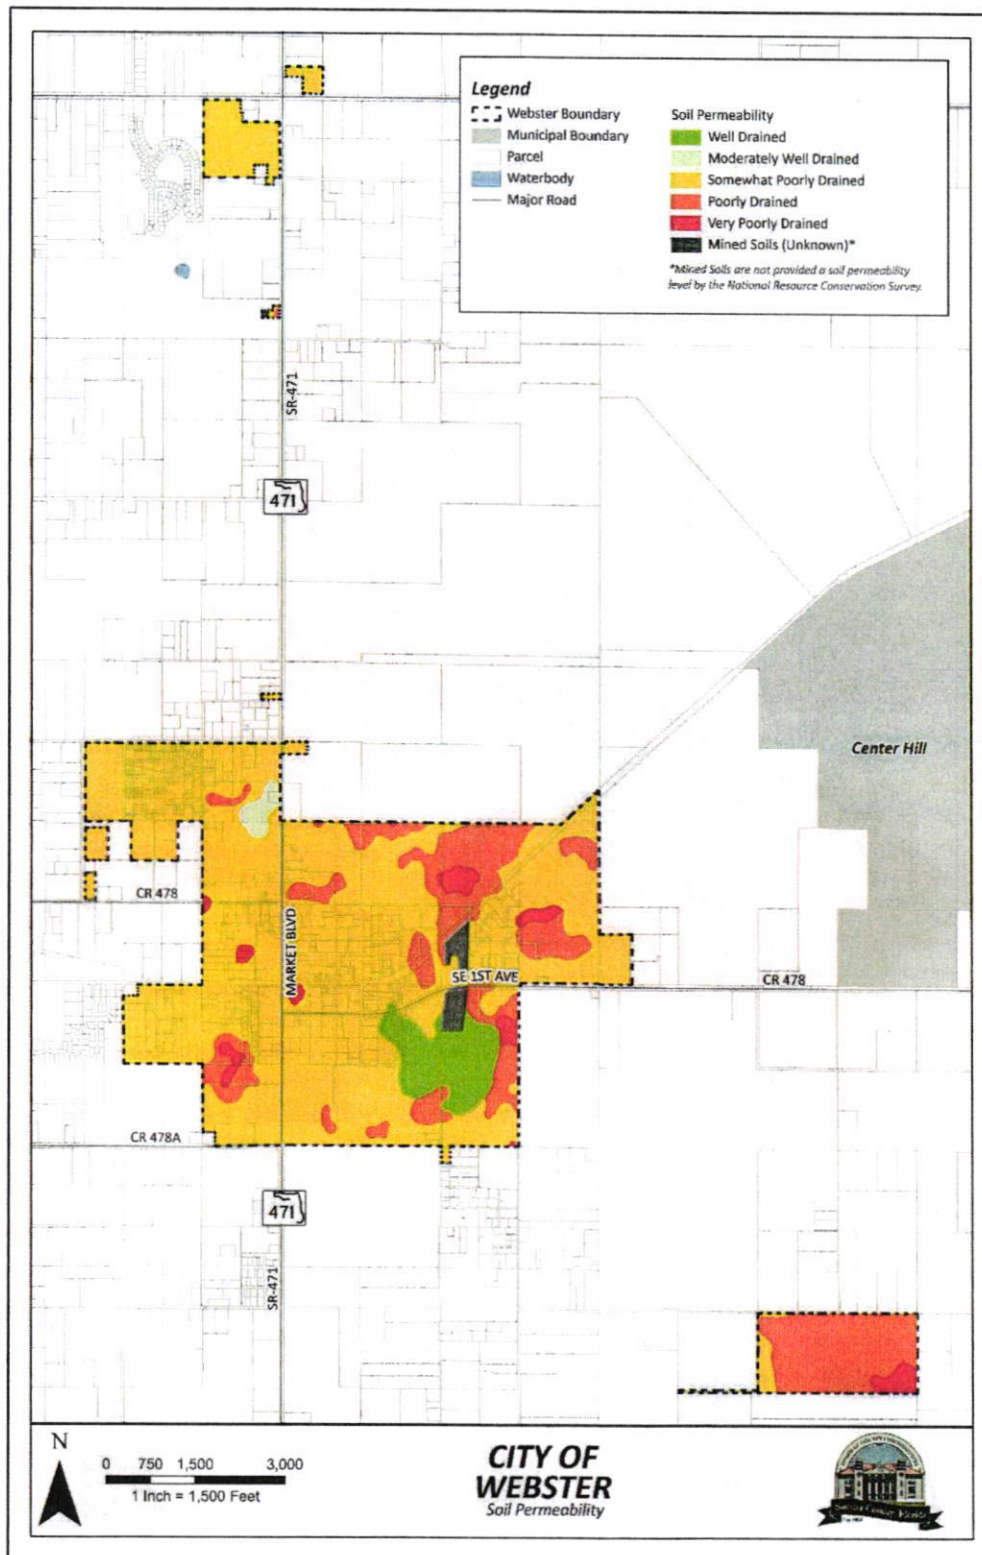 Legend
Webster Boundary
Municipal Boundary
Parcel
Waterbody
Major Road
Soil Permeability
Well Drained
Moderately Well Drained
Somewhat Poorly Drained
Poorly Drained
Very Poorly Drained
Mined Soils (Unknown)*
*Mined Soils are not provided a soil permeability
level by the National Resource Conservation Survey.
SR-471
471
Center Hill
CR 478
MARKET BLVD
SE 1ST AVE
CR 478
CR 478A
471
SR-471
N
0 750 1,500 3,000
1 Inch = 1,500 Feet
CITY OF
WEBSTER
Soil Permeability
Sumter County, Florida